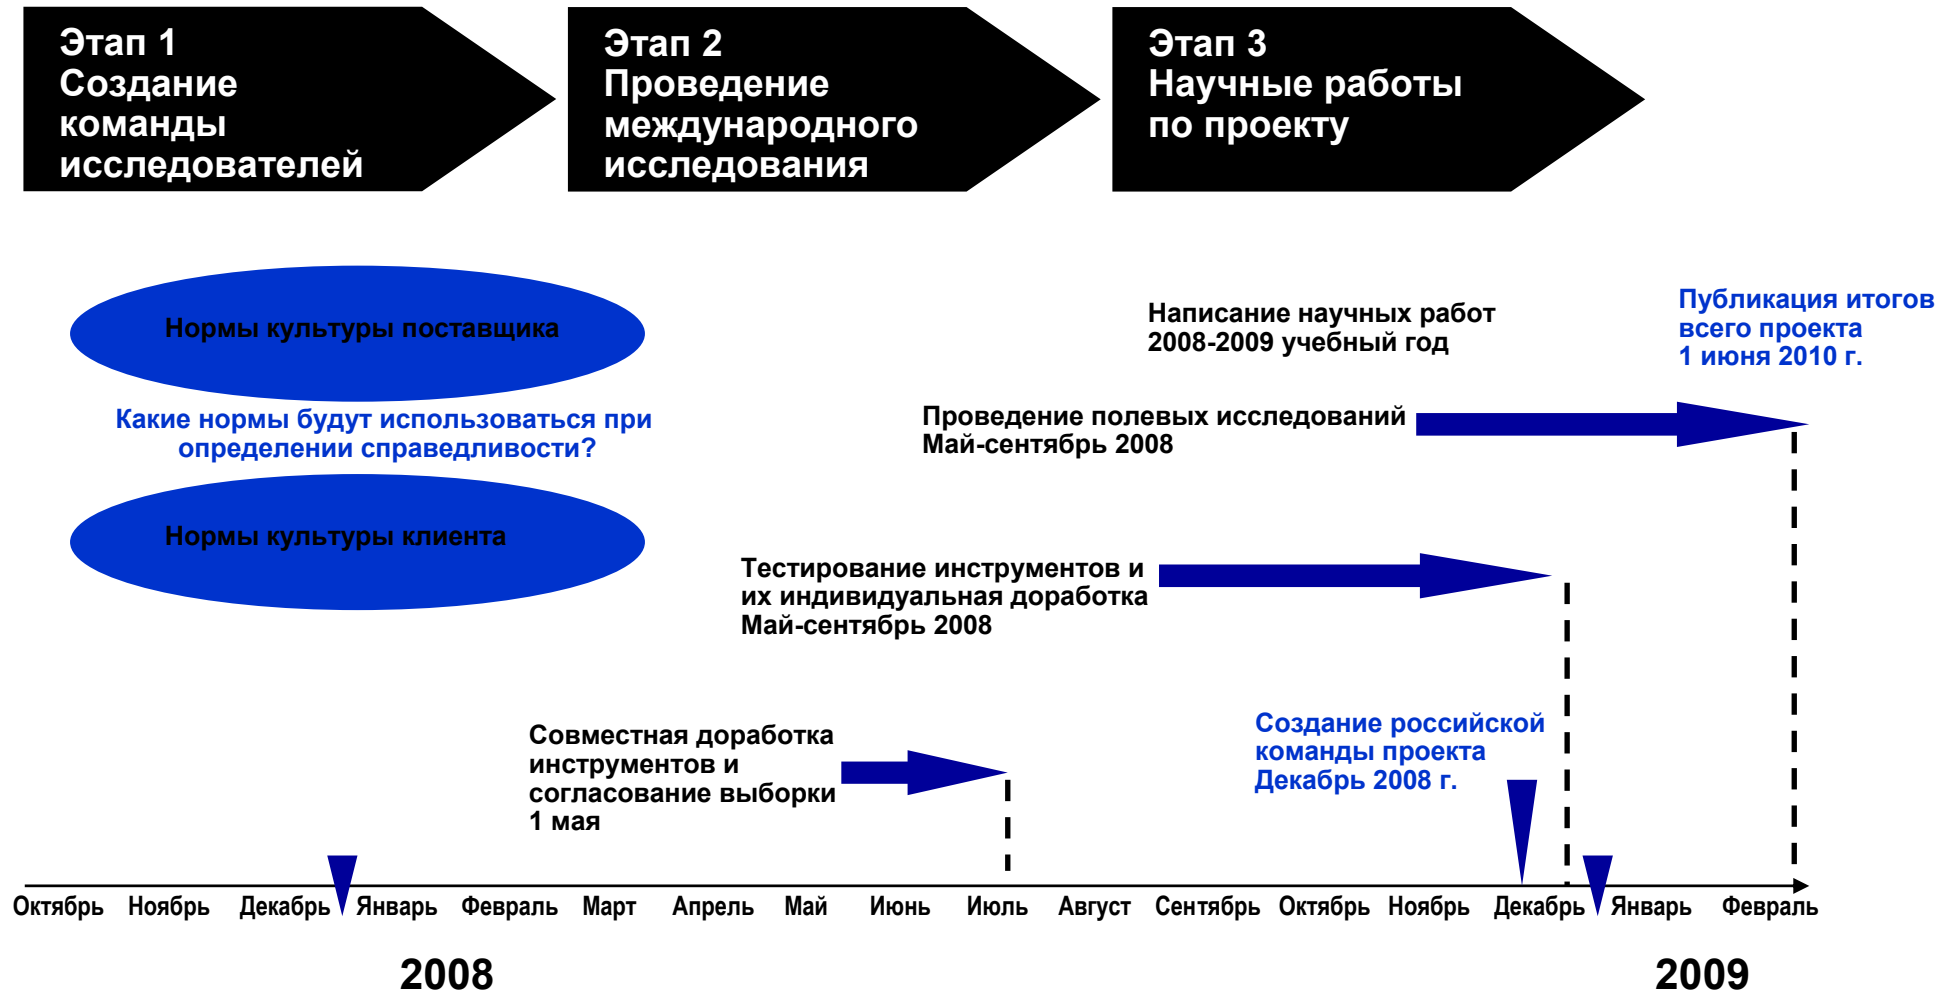 Этап 1
Создание
команды
исследователей
Этап 2
Проведение
международного
исследования
Этап 3
Научные работы
по проекту
Нормы культуры поставщика
Какие нормы будут использоваться при
определении справедливости?
Нормы культуры клиента
Написание научных работ
2008-2009 учебный год
Публикация итогов
всего проекта
1 июня 2010 г.
Проведение полевых исследований
Май-сентябрь 2008
Тестирование инструментов и
их индивидуальная доработка
Май-сентябрь 2008
Совместная доработка
инструментов и
согласование выборки
1 мая
Создание российской
команды проекта
Декабрь 2008 г.
Октябрь Ноябрь Декабрь Январь Февраль Март Апрель Май Июнь Июль Август Сентябрь Октябрь Ноябрь Декабрь Январь Февраль
2008 2009